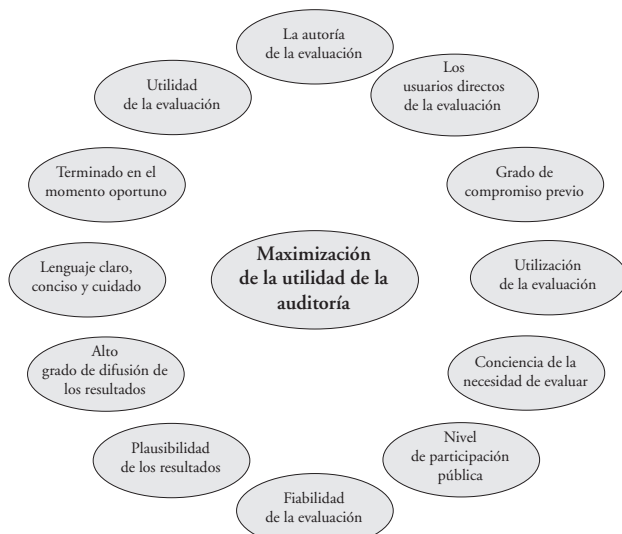 La autoría
de la evaluación
Los
usuarios directos
de la evaluación
Grado de
compromiso previo
Utilización
de la evaluación
Conciencia de la
necesidad de evaluar
Nivel
de participación
pública
Fiabilidad
de la evaluación
Plausibilidad
de los resultados
Alto
grado de difusión de
los resultados
Lenguaje claro,
conciso y cuidado
Terminado en el
momento oportuno
Utilidad
de la evaluación
Maximización
de la utilidad de la
auditoría